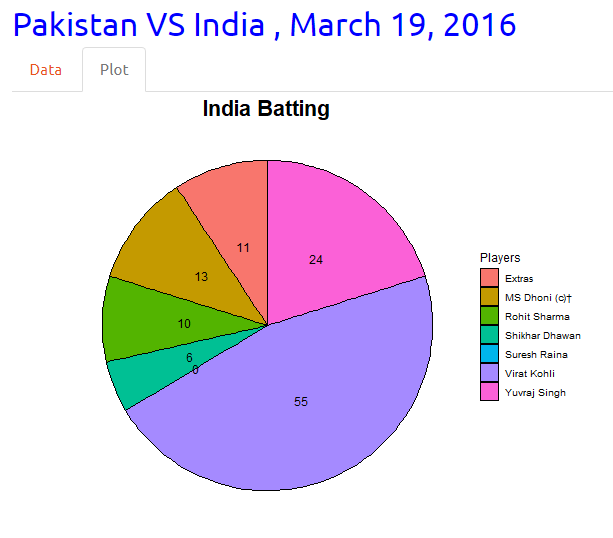 Pakistan VS India , March 19, 2016
Data
Plot
India Batting
11
24
13
10
6
0
55
Players
Extras
MS Dhoni (c)†
Rohit Sharma
Shikhar Dhawan
Suresh Raina
Virat Kohli
Yuvraj Singh